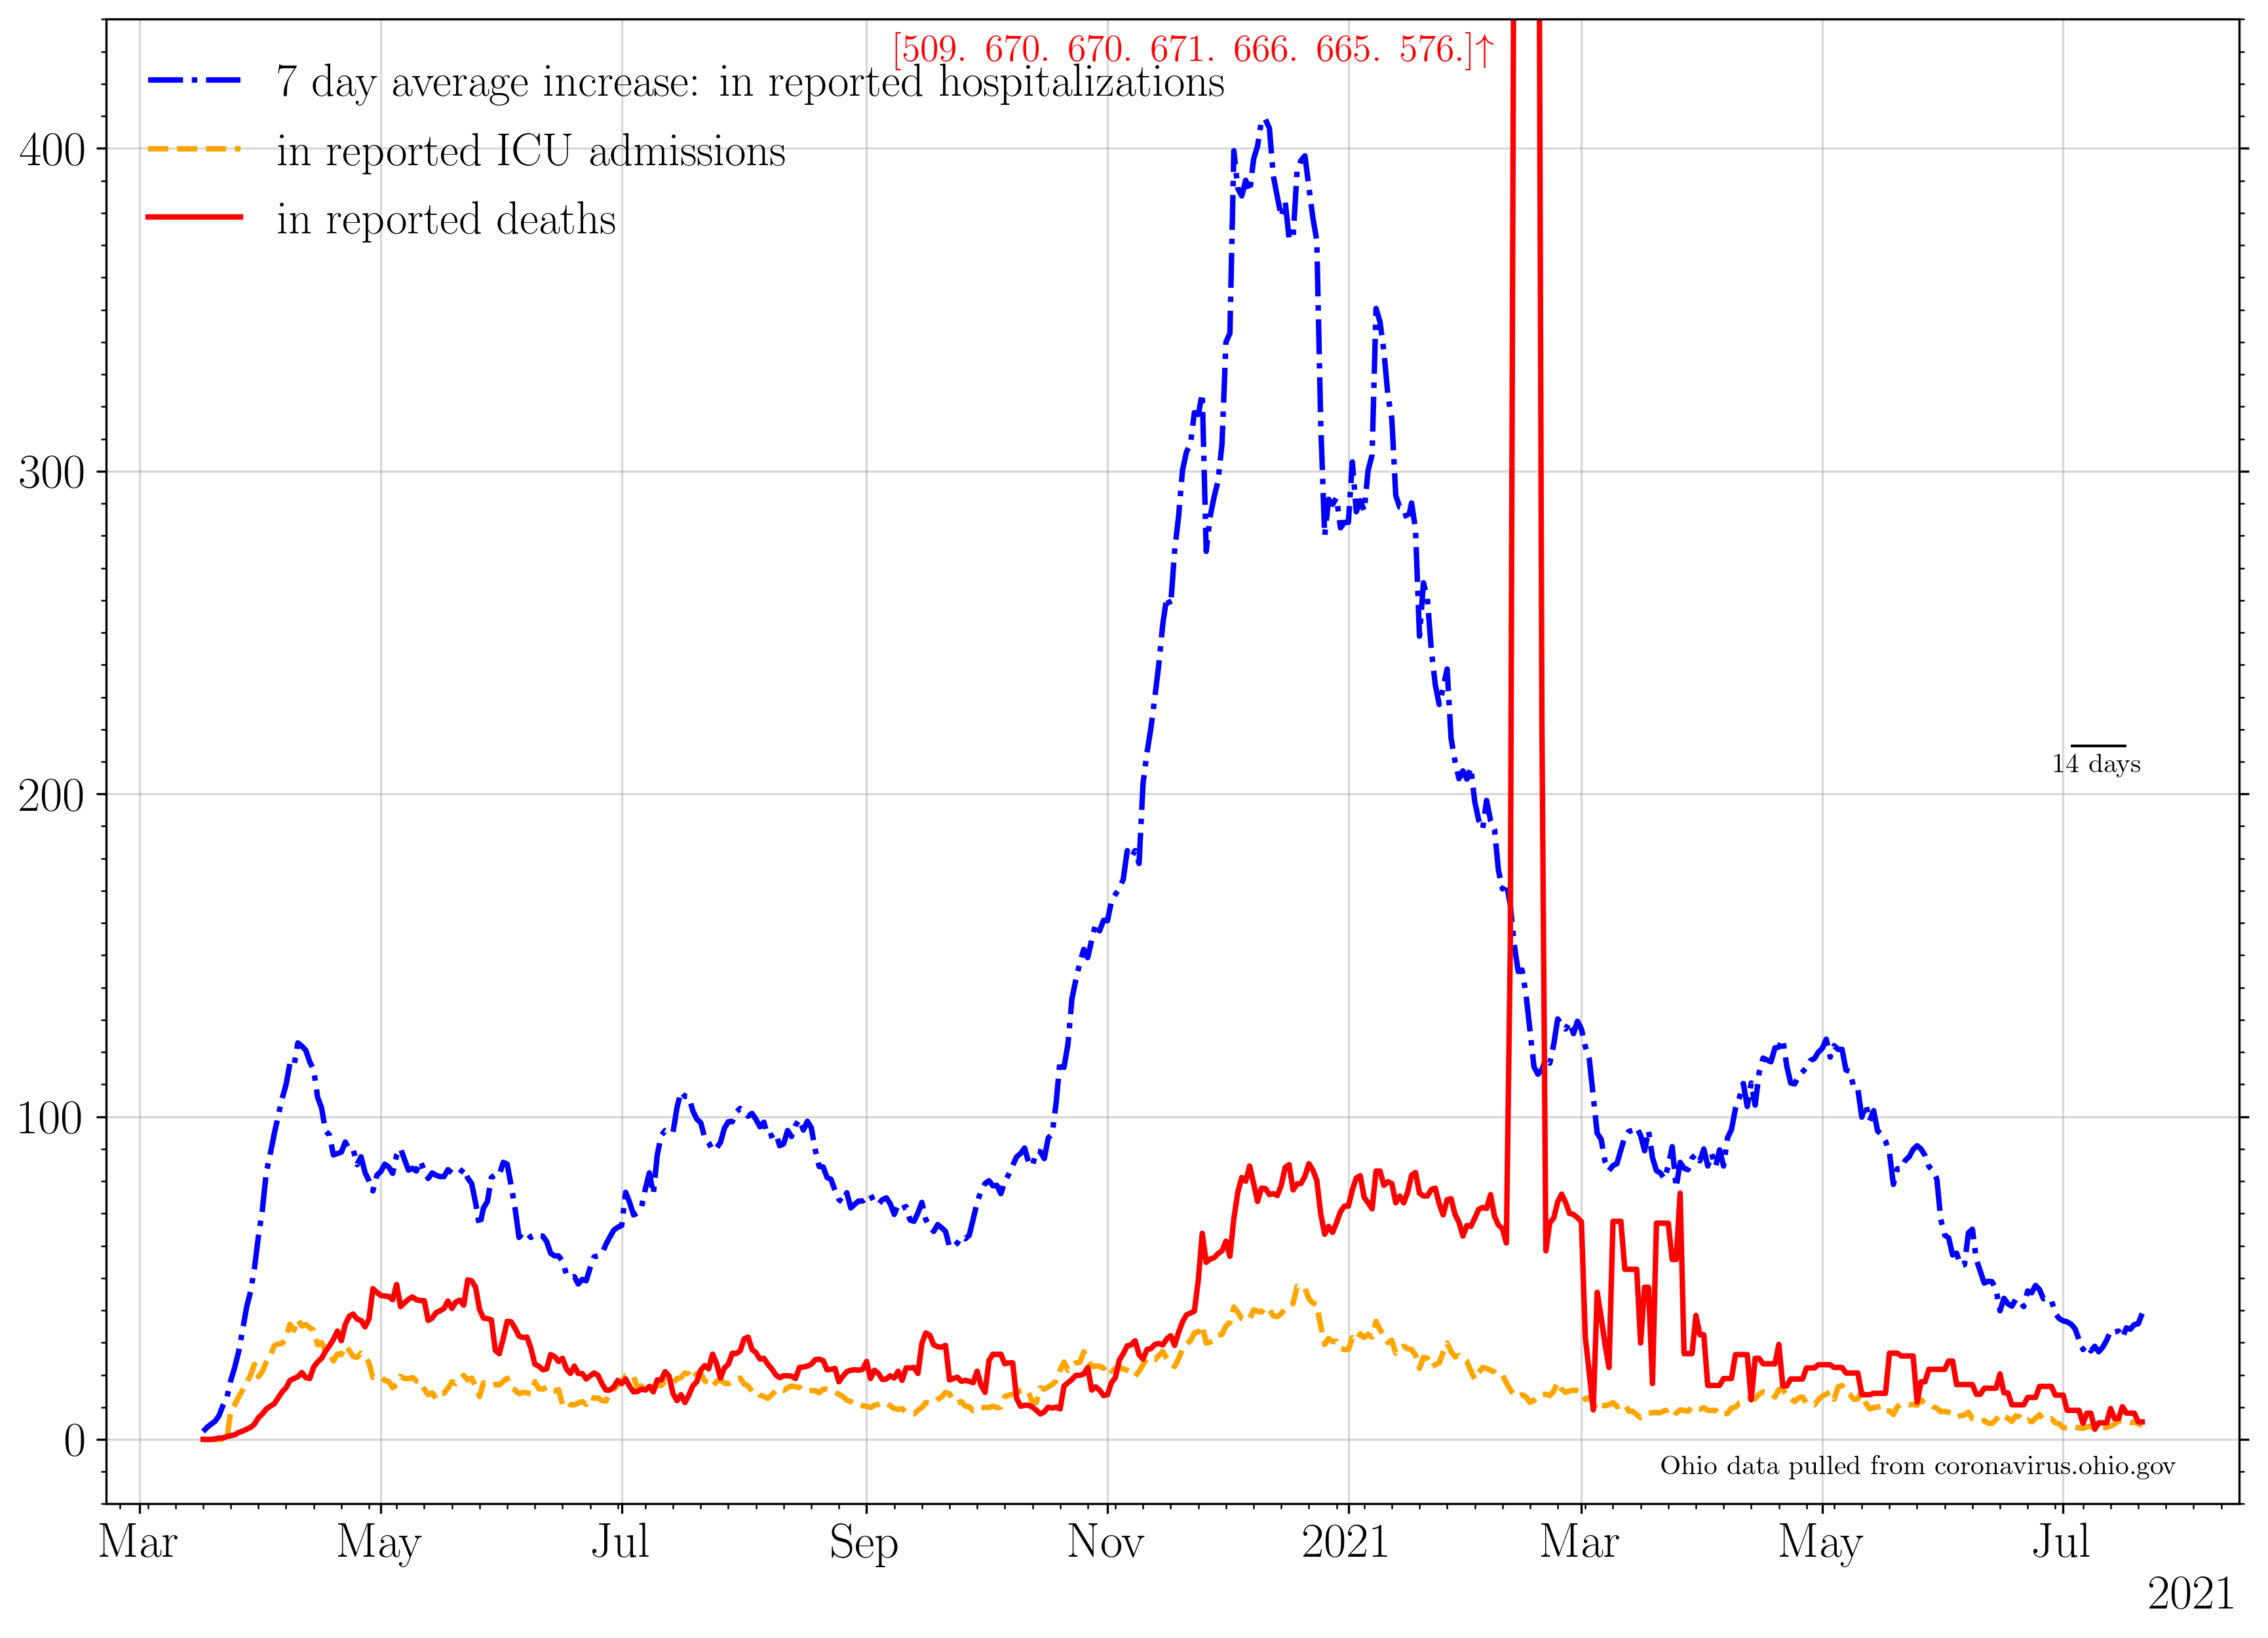 [509. 670. 670. 671. 666. 665. 576.]↑
7 day average increase: in reported hospitalizations
in reported ICU admissions
in reported deaths
400
300
200
100
0
14 days
Ohio data pulled from coronavirus.ohio.gov
Mar May Jul Sep Nov 2021 Mar May Jul
2021